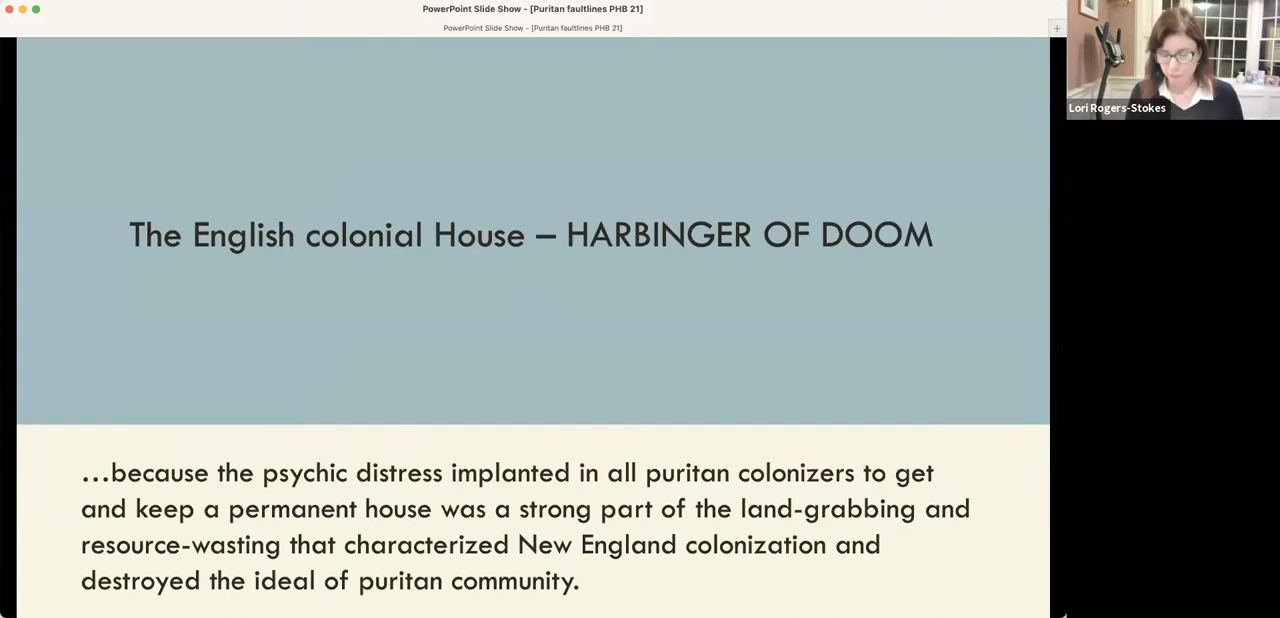 PowerPoint Slide Show - [Puritan faultlines PHB 21]
PowerPoint Slide Show - [Puritan faultlines PHB 21]
Lori Rogers-Stokes
The English colonial House – HARBINGER OF DOOM
...because the psychic distress implanted in all puritan colonizers to get
and keep a permanent house was a strong part of the land-grabbing and
resource-wasting that characterized New England colonization and
destroyed the ideal of puritan community.